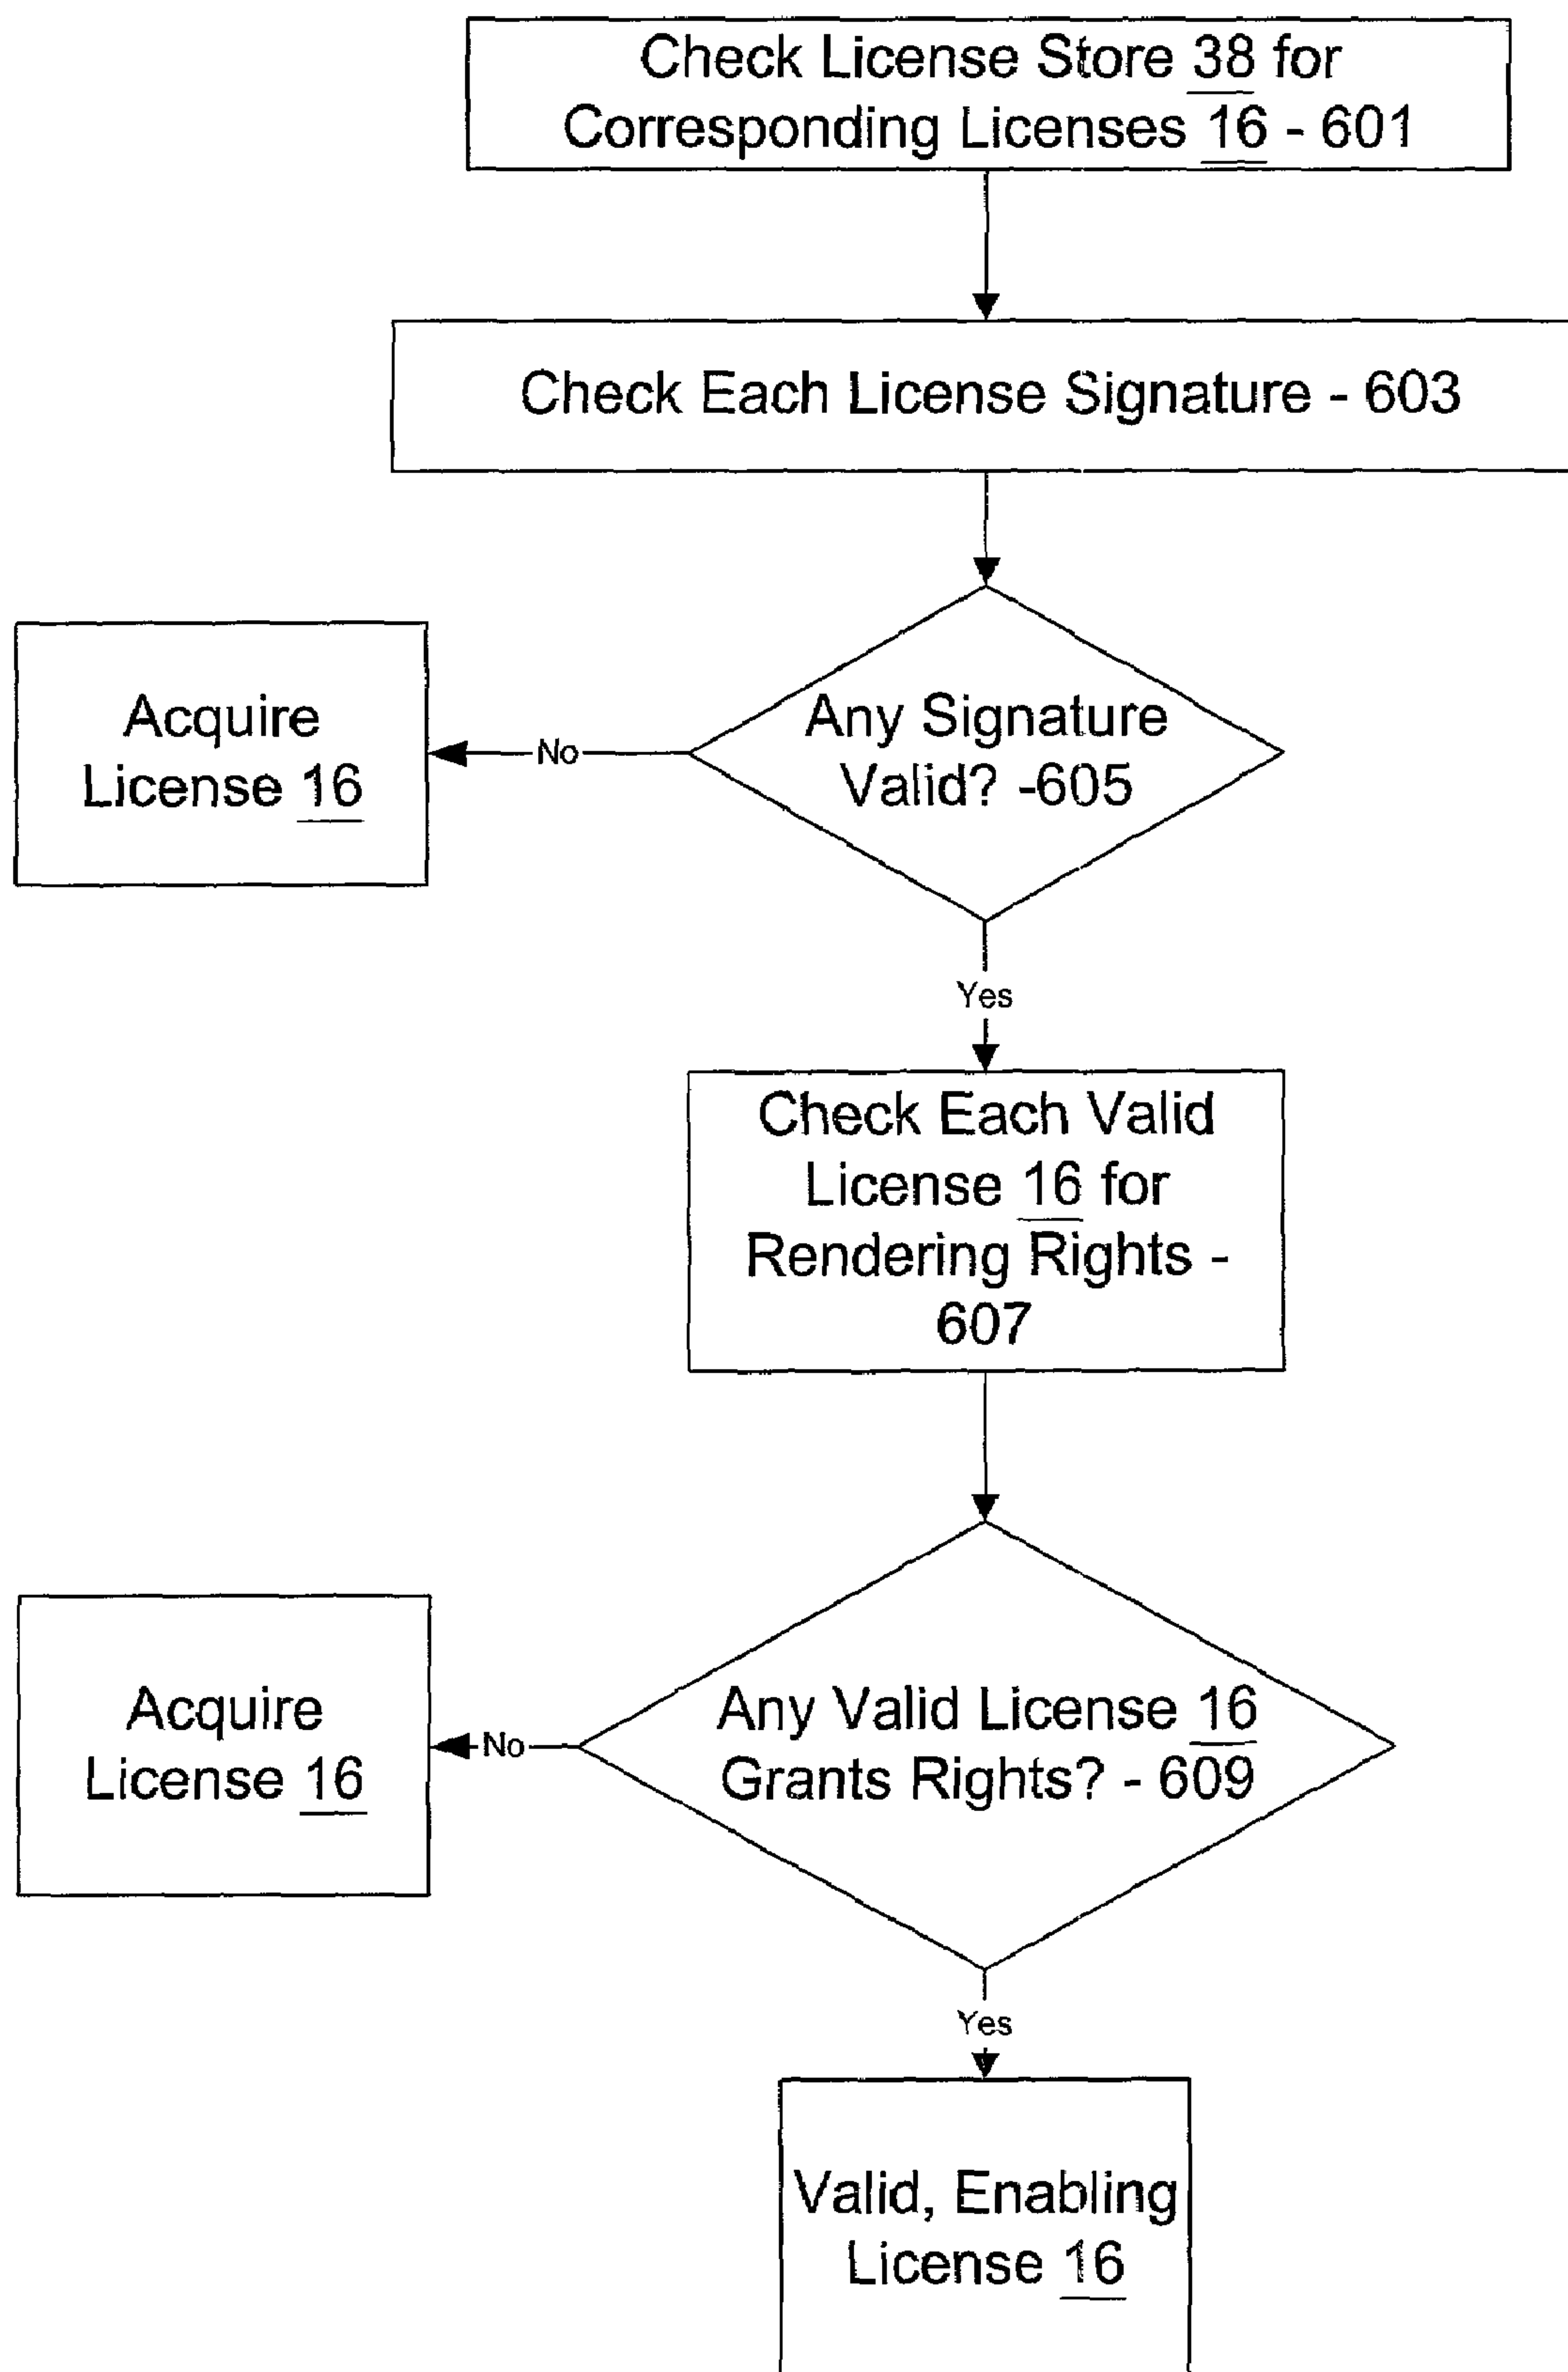 Check License Store 38 for
Corresponding Licenses 16 - 601
Check Each License Signature - 603
Any Signature
Valid? -605
No
Acquire
License 16
Yes
Check Each Valid
License 16 for
Rendering Rights -
607
Any Valid License 16
Grants Rights? - 609
No
Acquire
License 16
Yes
Valid, Enabling
License 16